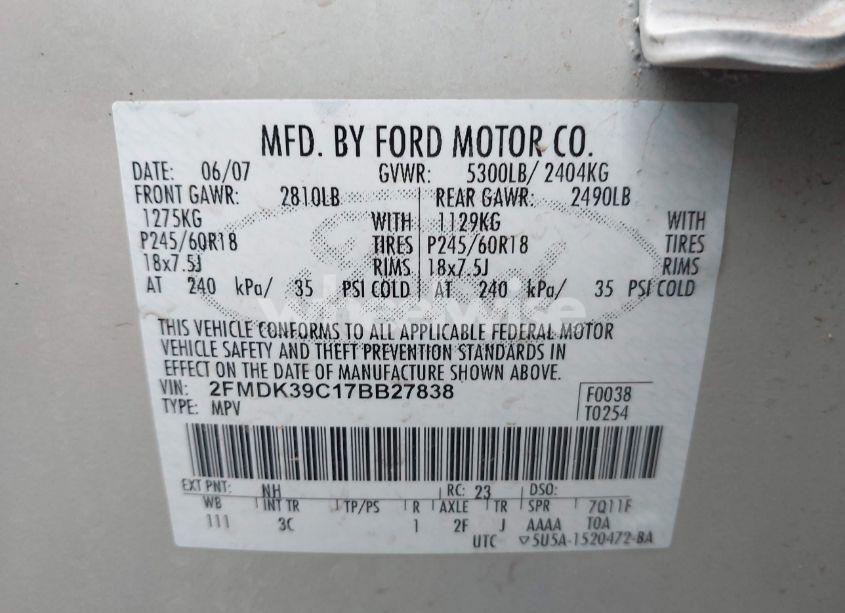 MFD. BY FORD MOTOR CO.
DATE: 06/07 GVWR: 5300LB/ 2404KG
FRONT GAWR: 2810LB REAR GAWR: 2490LB
1275KG WITH 1129KG WITH
P245/60R18 TIRES P245/60R18 TIRES
18x7.5J RIMS 18x7.5J RIMS
AT 240 kPa/ 35 PSI COLD AT 240 kPa/ 35 PSI COLD
THIS VEHICLE CONFORMS TO ALL APPLICABLE FEDERAL MOTOR
VEHICLE SAFETY AND THEFT PREVENTION STANDARDS IN
EFFECT ON THE DATE OF MANUFACTURE SHOWN ABOVE.
VIN: 2FMDK39C17BB27838 F0038
TYPE: MPV T0254
EXT PNT: NH RC: 23 DSO:
WB INT TR TP/PS R AXLE TR SPR 7Q11F
111 3C 1 2F J AAAA T0A
UTC ▽5U5A-1520472-BA